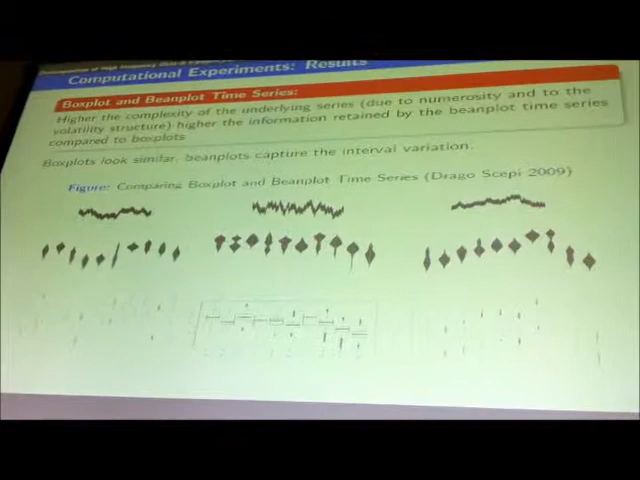 Computational Experiments: Results
Boxplot and Beanplot Time Series:
Higher the complexity of the underlying series (due to numerosity and to the
volatility structure) higher the information retained by the beanplot time series
compared to boxplots
Boxplots look similar. beanplots capture the interval variation.
Figure: Comparing Boxplot and Beanplot Time Series (Drago Scepi 2009)